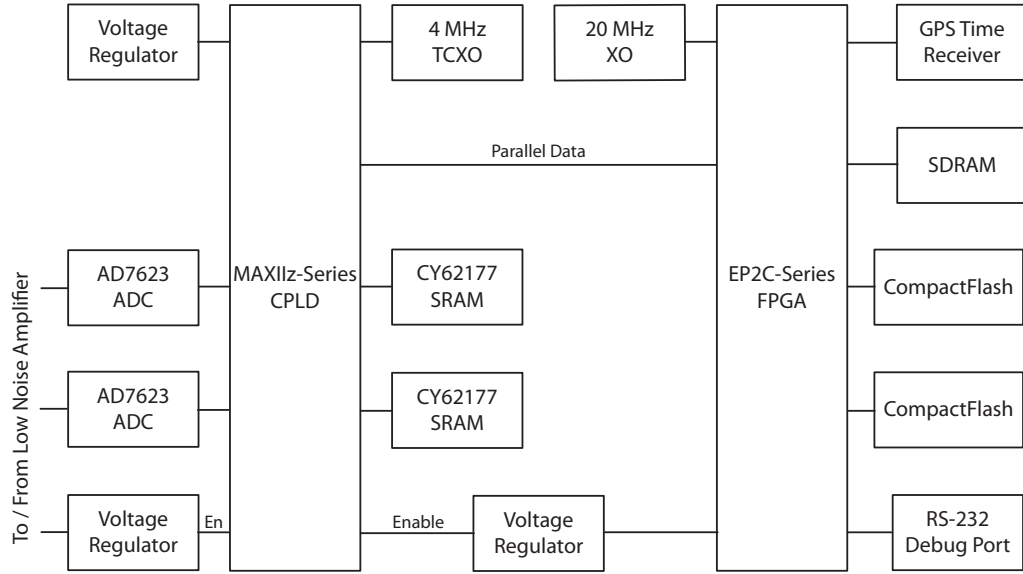 Voltage
Regulator
4 MHz
TCXO
20 MHz
XO
GPS Time
Receiver
Parallel Data
SDRAM
To / From Low Noise Amplifier
AD7623
ADC
MAXIIz-Series
CPLD
CY62177
SRAM
EP2C-Series
FPGA
CompactFlash
AD7623
ADC
CY62177
SRAM
CompactFlash
Voltage
Regulator
En
Enable
Voltage
Regulator
RS-232
Debug Port